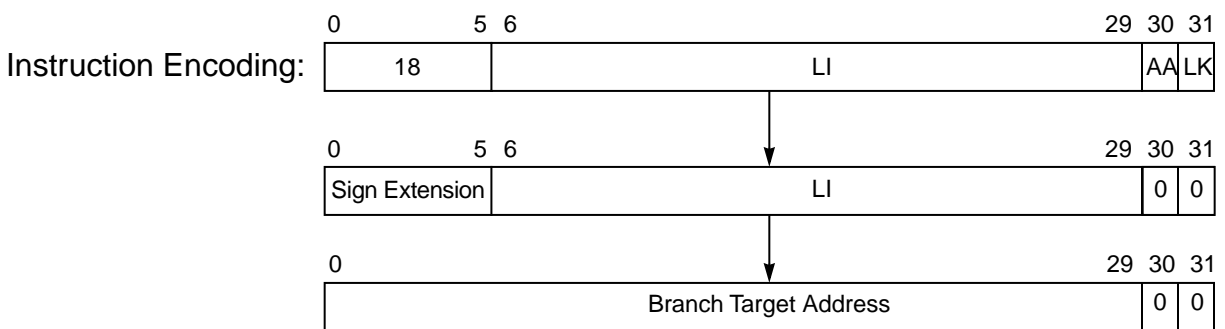 0 5 6 29 30 31
Instruction Encoding: 18 LI AA LK
0 5 6 29 30 31
Sign Extension LI 0 0
0 29 30 31
Branch Target Address 0 0